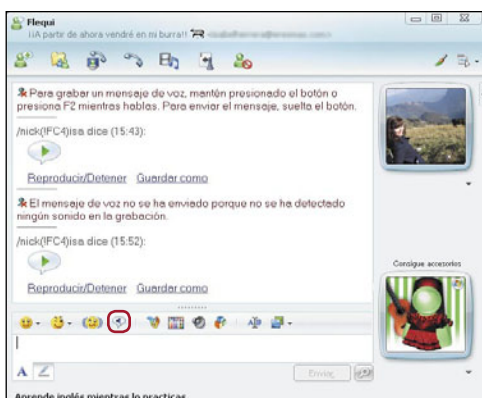 Flequi
¡¡A partir de ahora vendré en mi burra!!
Para grabar un mensaje de voz, mantén presionado el botón o
presiona F2 mientras hablas. Para enviar el mensaje, suelta el botón.
/nick(!FC4)isa dice (15:43):
Reproducir/Detener Guardar como
El mensaje de voz no se ha enviado porque no se ha detectado
ningún sonido en la grabación.
/nick(!FC4)isa dice (15:52):
Reproducir/Detener Guardar como
Consigue accesorios
A
Enviar
Aprende inglés mientras lo practicas